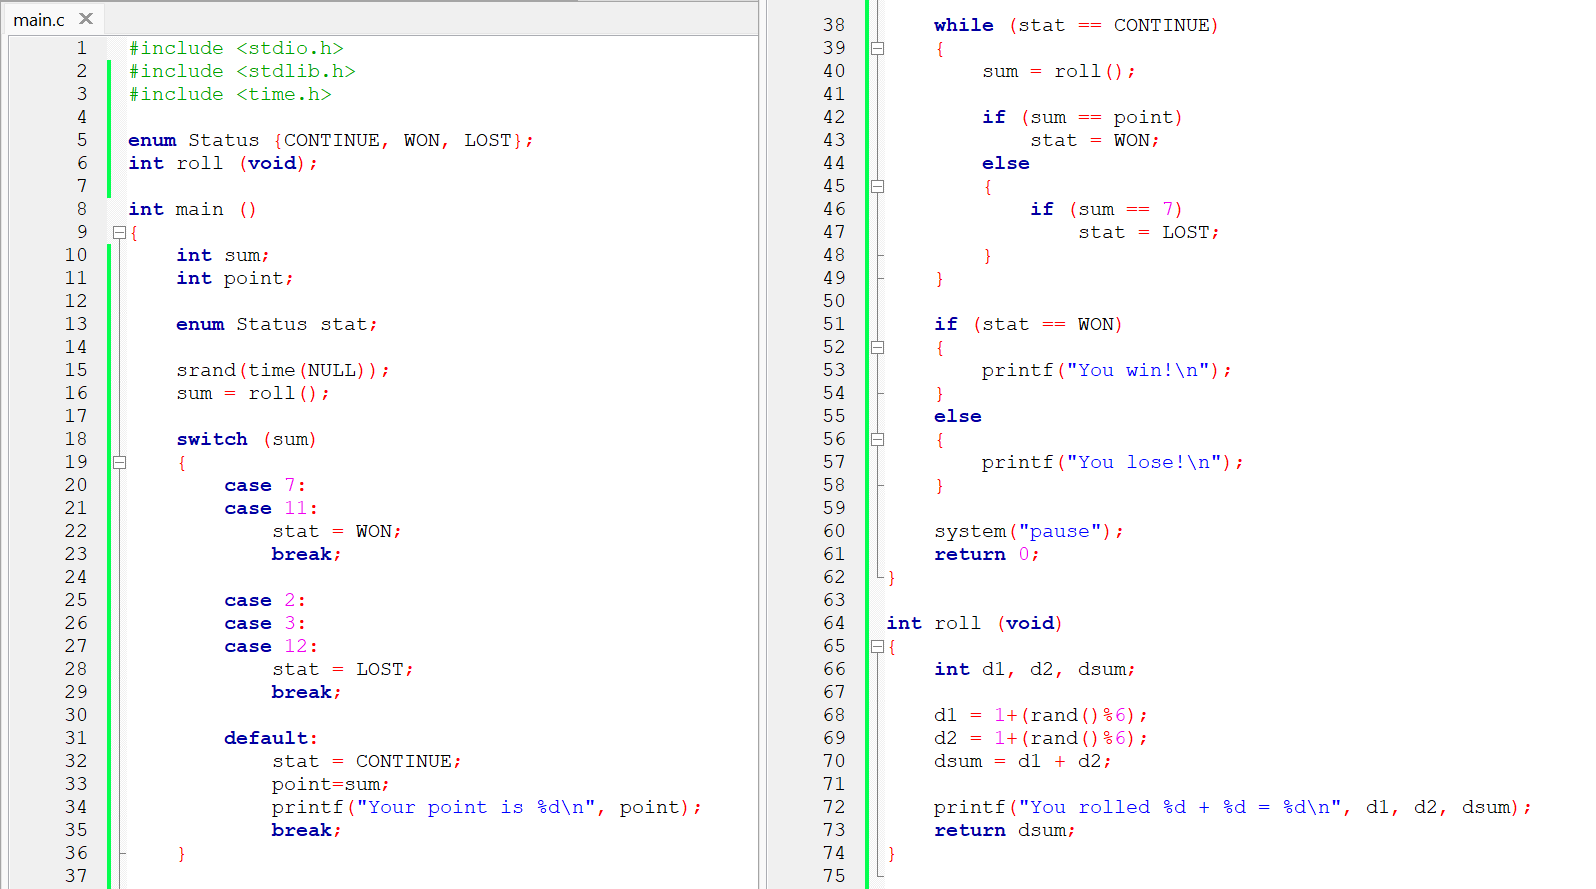 main.c
1 #include <stdio.h>
2 #include <stdlib.h>
3 #include <time.h>
4
5 enum Status {CONTINUE, WON, LOST};
6 int roll (void);
7
8 int main ()
9 {
10     int sum;
11     int point;
12
13     enum Status stat;
14
15     srand(time(NULL));
16     sum = roll();
17
18     switch (sum)
19     {
20         case 7:
21         case 11:
22             stat = WON;
23             break;
24
25         case 2:
26         case 3:
27         case 12:
28             stat = LOST;
29             break;
30
31         default:
32             stat = CONTINUE;
33             point=sum;
34             printf("Your point is %d\n", point);
35             break;
36     }
37
38     while (stat == CONTINUE)
39     {
40         sum = roll();
41
42         if (sum == point)
43             stat = WON;
44         else
45         {
46             if (sum == 7)
47                 stat = LOST;
48         }
49     }
50
51     if (stat == WON)
52     {
53         printf("You win!\n");
54     }
55     else
56     {
57         printf("You lose!\n");
58     }
59
60     system("pause");
61     return 0;
62 }
63
64 int roll (void)
65 {
66     int d1, d2, dsum;
67
68     d1 = 1+(rand()%6);
69     d2 = 1+(rand()%6);
70     dsum = d1 + d2;
71
72     printf("You rolled %d + %d = %d\n", d1, d2, dsum);
73     return dsum;
74 }
75